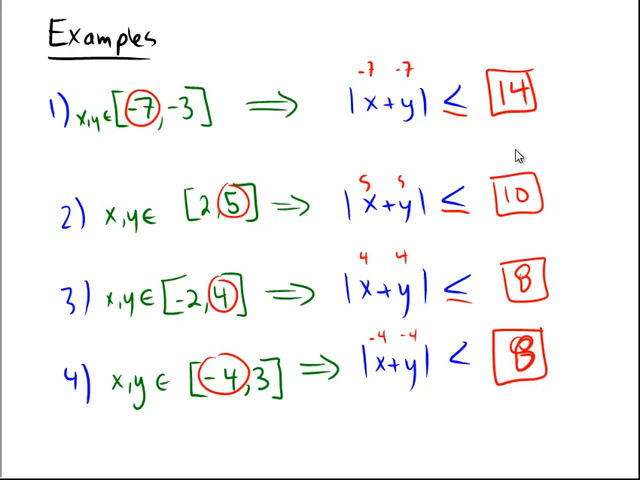 Examples
-7 -7
1) x,y ∈ [-7, -3] ⟹ |x+y| ≤ 14
5 5
2) x,y ∈ [2, 5] ⟹ |x+y| ≤ 10
4 4
3) x,y ∈ [-2, 4] ⟹ |x+y| ≤ 8
-4 -4
4) x,y ∈ [-4, 3] ⟹ |x+y| < 8